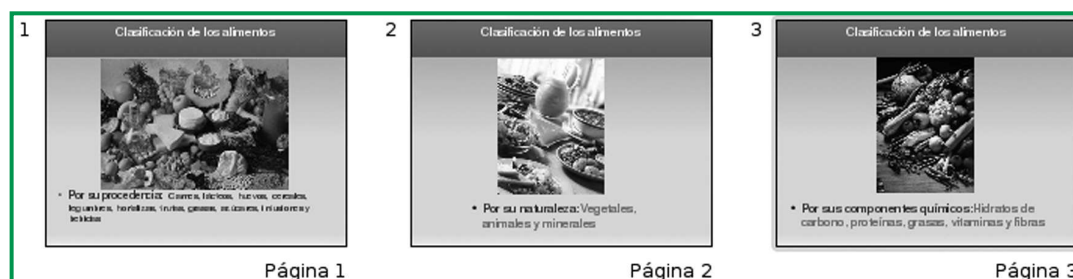 1
Clasificación de los alimentos
• Por su procedencia: Carnes, lácteos, huevos, cereales,
legumbres, hortalizas, frutas, grasas, azúcares, infusiones y
bebidas
Página 1
2
Clasificación de los alimentos
• Por su naturaleza:Vegetales,
animales y minerales
Página 2
3
Clasificación de los alimentos
• Por sus componentes químicos:Hidratos de
carbono, proteínas, grasas, vitaminas y fibras
Página 3